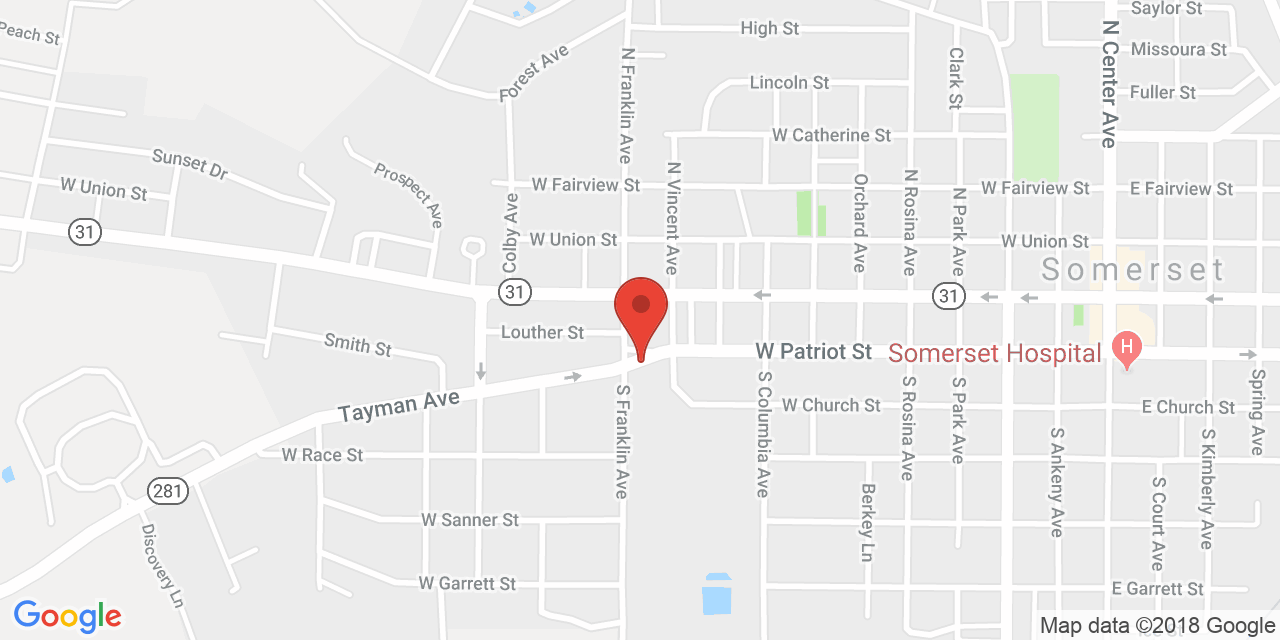 Saylor St
Peach St
High St
N Center Ave
Missoura St
Forest Ave
N Franklin Ave
Clark St
Lincoln St
Fuller St
W Catherine St
Sunset Dr
Prospect Ave
W Union St
W Fairview St
N Vincent Ave
Orchard Ave
N Rosina Ave
N Park Ave
W Fairview St
E Fairview St
Colby Ave
31
W Union St
W Union St
Somerset
31
31
Louther St
Smith St
W Patriot St
Somerset Hospital
H
Tayman Ave
S Franklin Ave
S Columbia Ave
W Church St
S Rosina Ave
S Park Ave
E Church St
Spring Ave
W Race St
S Ankeny Ave
S Kimberly Ave
281
Berkey Ln
S Court Ave
W Sanner St
Discovery Ln
W Garrett St
E Garrett St
Google
Map data ©2018 Google